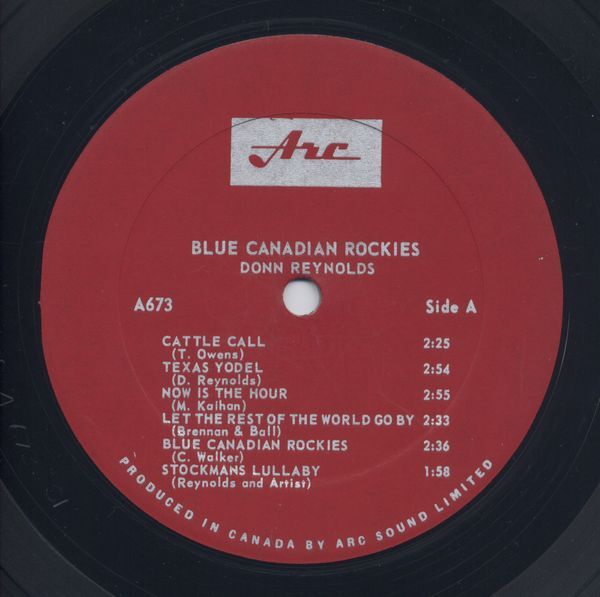 Arc
BLUE CANADIAN ROCKIES
DONN REYNOLDS
A673 Side A
CATTLE CALL 2:25
(T. Owens)
TEXAS YODEL 2:54
(D. Reynolds)
NOW IS THE HOUR 2:55
(M. Kaihan)
LET THE REST OF THE WORLD GO BY 2:33
(Brennan & Ball)
BLUE CANADIAN ROCKIES 2:36
(C. Walker)
STOCKMANS LULLABY 1:58
(Reynolds and Artist)
PRODUCED IN CANADA BY ARC SOUND LIMITED